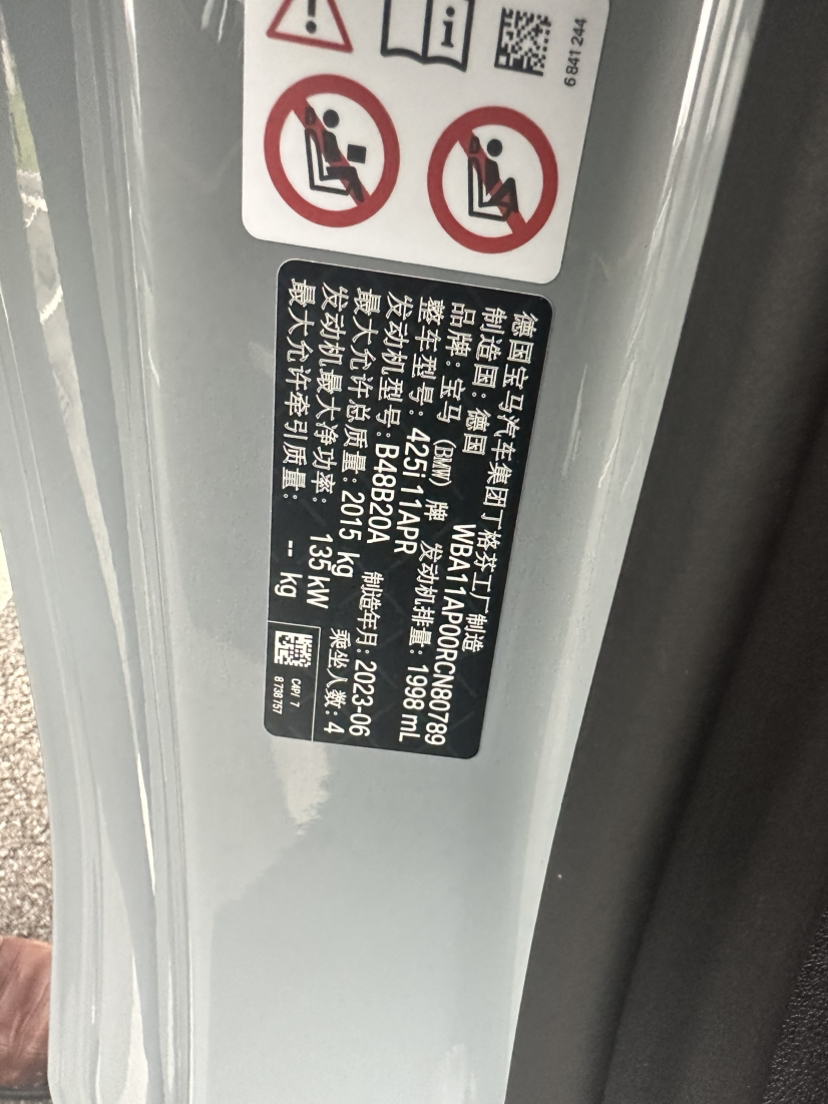 6 841 244
德国宝马汽车集团丁格芬工厂制造
制造国：德国 WBA11AP00RCN80789
品牌：宝马（BMW）牌 发动机排量：1998 mL
整车型号：425i 11APR
发动机型号：B48B20A 制造年月：2023-06
最大允许总质量：2015 kg 乘坐人数：4
发动机最大净功率：135 kW
最大允许牵引质量：-- kg
C4PI 7
8 738 757